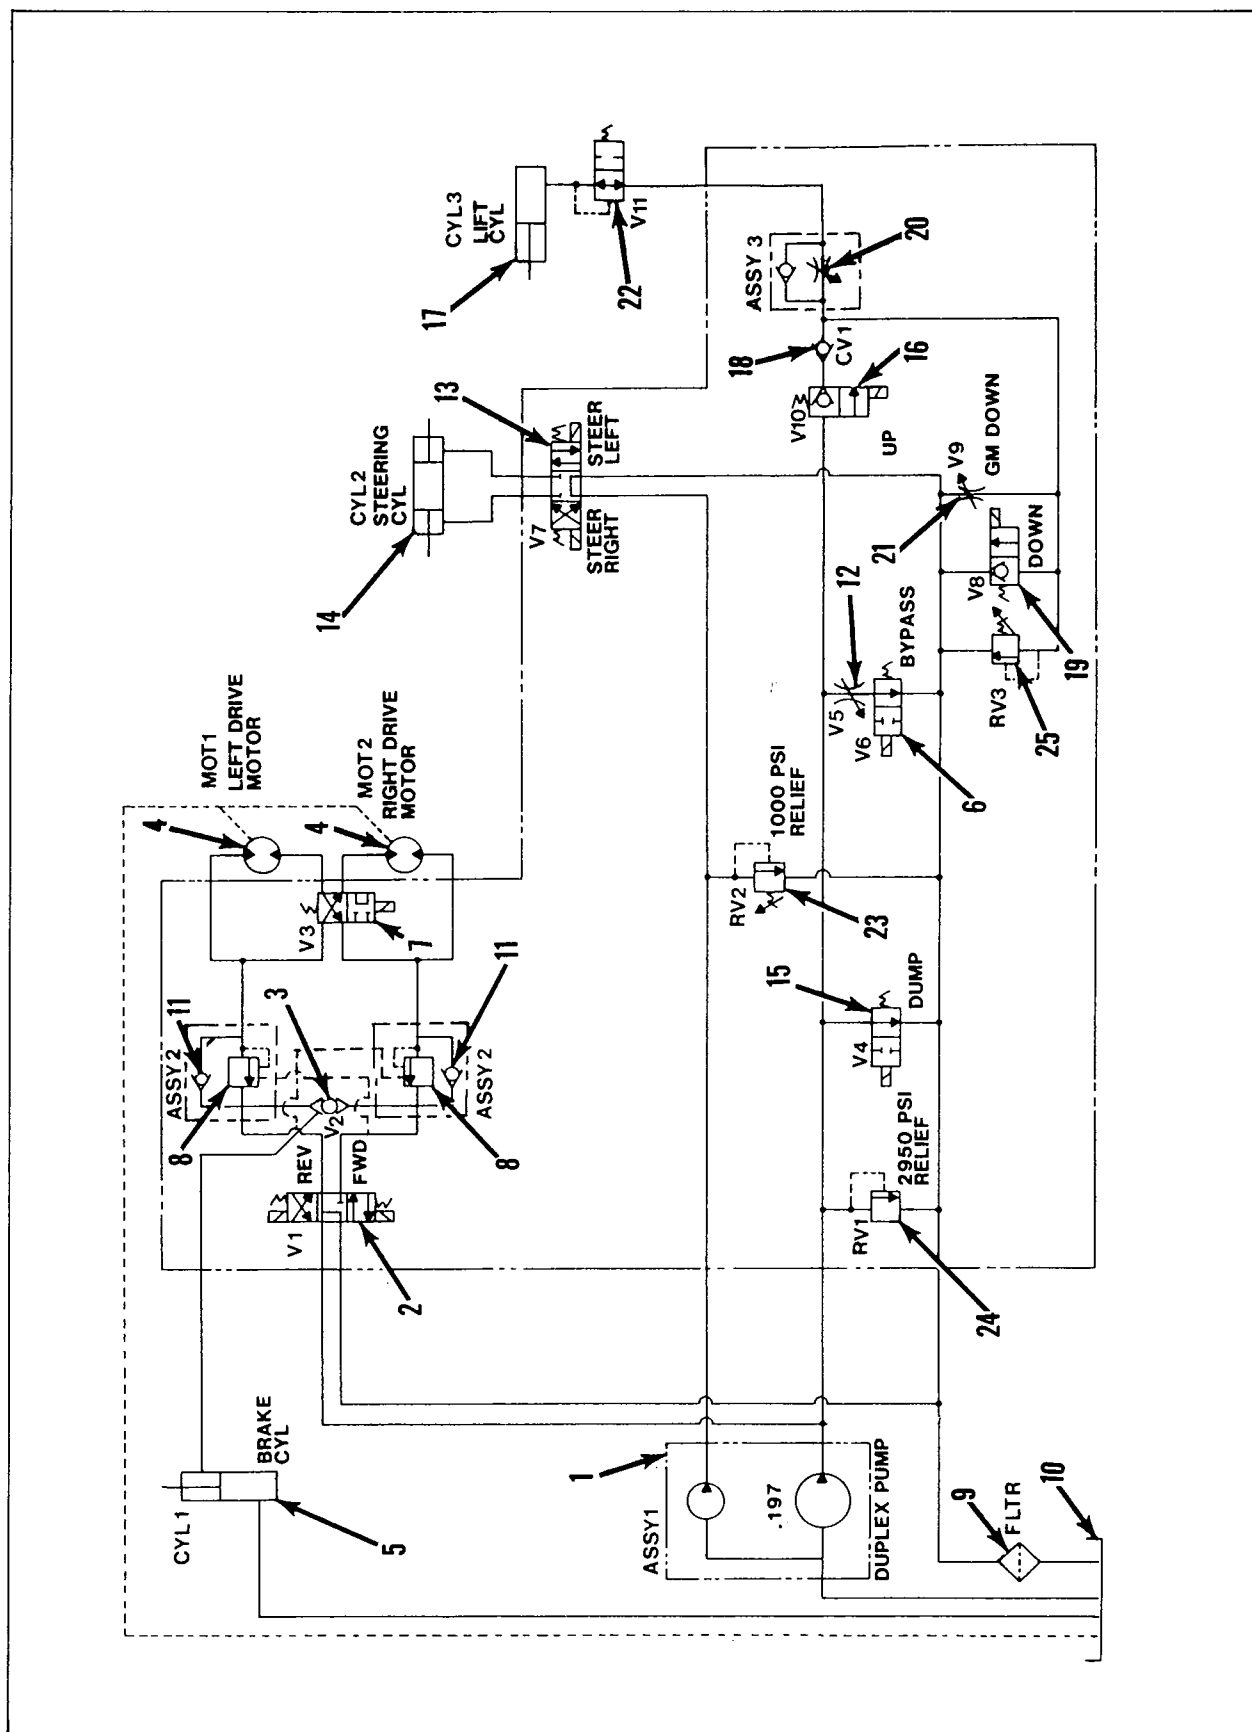 CYL3
LIFT
CYL
17
22
V11
ASSY 3
20
18
CV1
16
V10
UP
13
CYL2
STEERING
CYL
14
V7
STEER
RIGHT
STEER
LEFT
V9
GM DOWN
21
V8
DOWN
19
RV3
25
12
V5
V6
BYPASS
6
MOT1
LEFT DRIVE
MOTOR
MOT2
RIGHT DRIVE
MOTOR
4
4
V3
7
1000 PSI
RELIEF
RV2
23
11
11
3
ASSY 2
ASSY 2
8
8
V2
REV
FWD
V1
2
15
V4
DUMP
2950 PSI
RELIEF
RV1
24
BRAKE
CYL
CYL1
5
1
ASSY1
.197
DUPLEX PUMP
9
FLTR
10